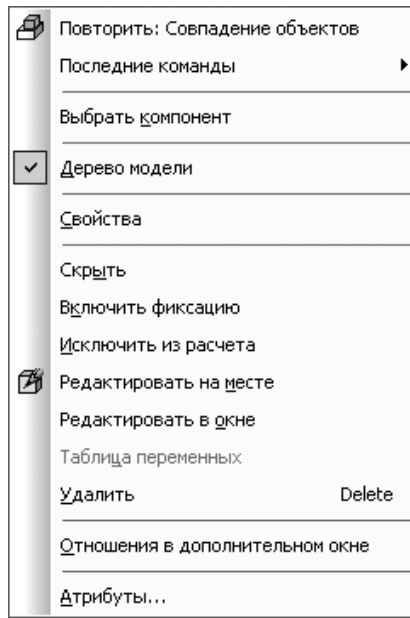 Повторить: Совпадение объектов
Последние команды
Выбрать компонент
Дерево модели
Свойства
Скрыть
Включить фиксацию
Исключить из расчета
Редактировать на месте
Редактировать в окне
Таблица переменных
Удалить Delete
Отношения в дополнительном окне
Атрибуты...